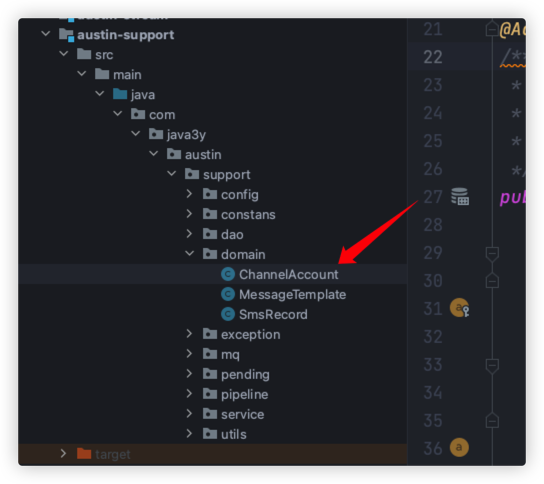 austin-stream
austin-support
src
main
java
com
java3y
austin
support
config
constans
dao
domain
ChannelAccount
MessageTemplate
SmsRecord
exception
mq
pending
pipeline
service
utils
target
21 @Ac
22 /**
23 *
24 *
25 *
26 */
27 pub
28
29
30
31
32
33
34
35
36